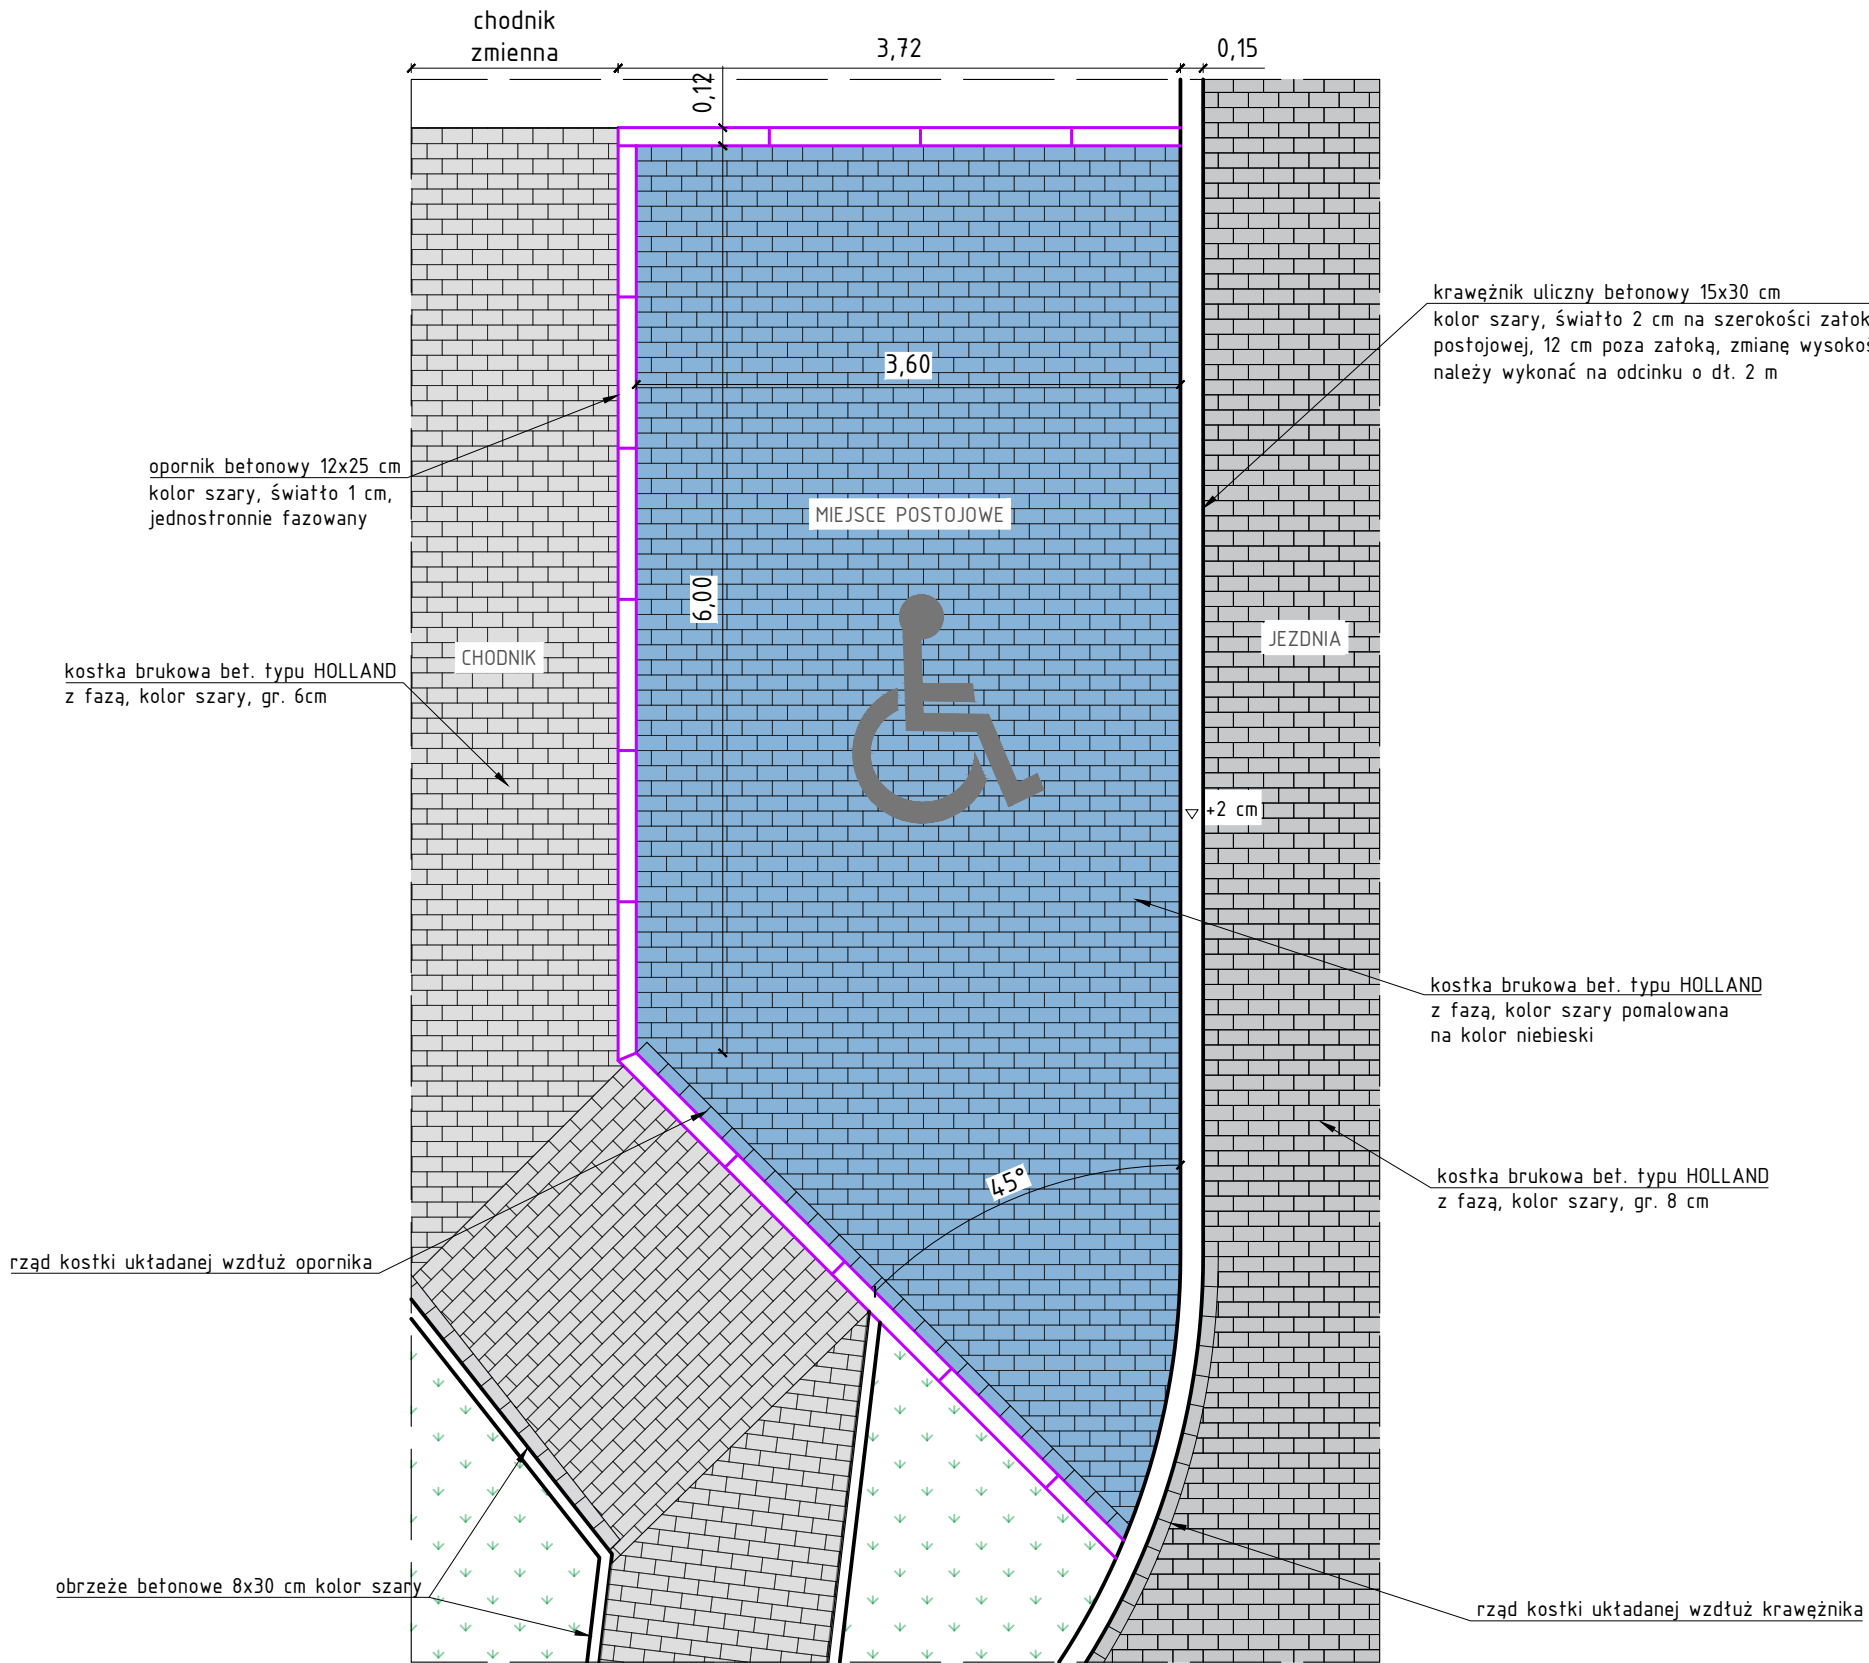 chodnik
zmienna
3,72
0,15
0,12
krawężnik uliczny betonowy 15x30 cm
kolor szary, światło 2 cm na szerokości zatok
postojowej, 12 cm poza zatoką, zmianę wysokoś
należy wykonać na odcinku o dł. 2 m
3,60
opornik betonowy 12x25 cm
kolor szary, światło 1 cm,
jednostronnie fazowany
MIEJSCE POSTOJOWE
6,00
JEZDNIA
CHODNIK
kostka brukowa bet. typu HOLLAND
z fazą, kolor szary, gr. 6cm
+2 cm
kostka brukowa bet. typu HOLLAND
z fazą, kolor szary pomalowana
na kolor niebieski
45°
kostka brukowa bet. typu HOLLAND
z fazą, kolor szary, gr. 8 cm
rząd kostki układanej wzdłuż opornika
obrzeże betonowe 8x30 cm kolor szary
rząd kostki układanej wzdłuż krawężnika